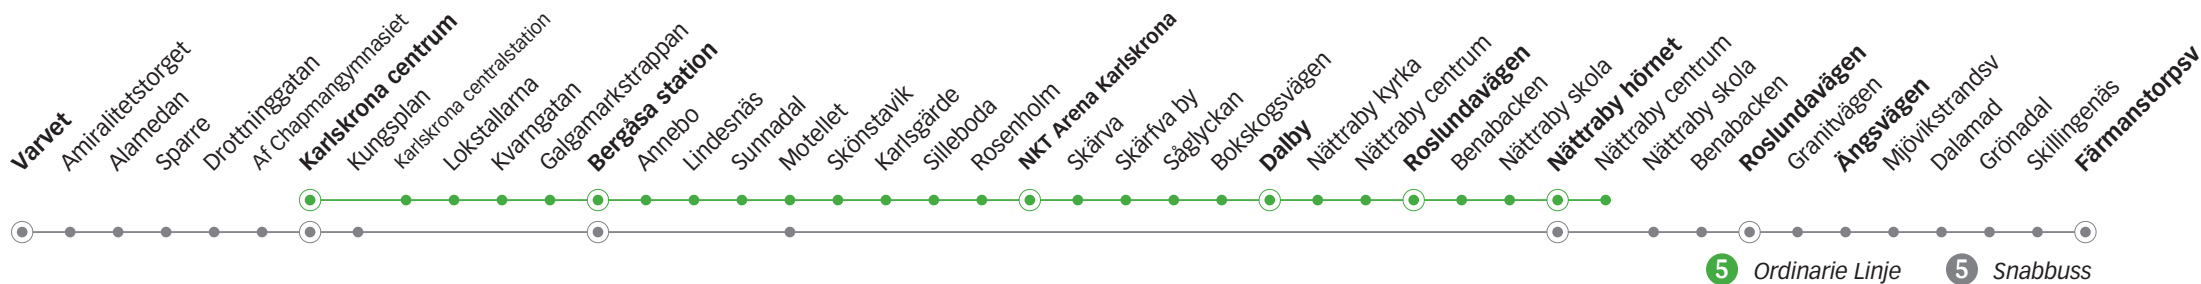 Varvet
Amiralitetstorget
Alamedan
Sparre
Drottninggatan
Af Chapmangymnasiet
Karlskrona centrum
Kungsplan
Karlskrona centralstation
Lokstallarna
Kvarngatan
Galgamarkstrappan
Bergåsa station
Annebo
Lindesnäs
Sunnadal
Motellet
Skönstavik
Karlsgärde
Silleboda
Rosenholm
NKT Arena Karlskrona
Skärva
Skärfva by
Såglyckan
Bokskogsvägen
Dalby
Nättraby kyrka
Nättraby centrum
Roslundavägen
Benabacken
Nättraby skola
Nättraby hörnet
Nättraby centrum
Nättraby skola
Benabacken
Roslundavägen
Granitvägen
Ängsvägen
Mjövikstrandsv
Dalamad
Grönadal
Skillingenäs
Färmanstorpsv
5 Ordinarie Linje
5 Snabbuss